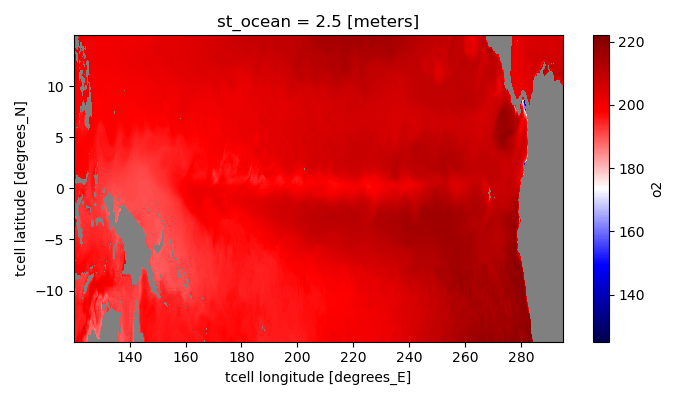 st_ocean = 2.5 [meters]
10
5
0
−5
−10
tcell latitude [degrees_N]
140 160 180 200 220 240 260 280
tcell longitude [degrees_E]
220
200
180
160
140
o2